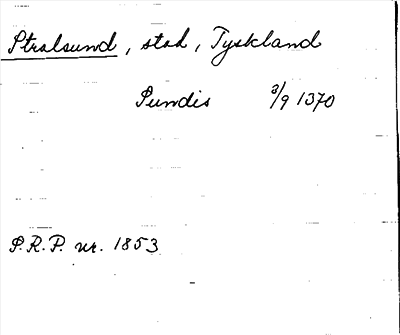 Stralsund, stad, Tyskland
Sundis 3/9 1370
S.R.P. nr. 1853